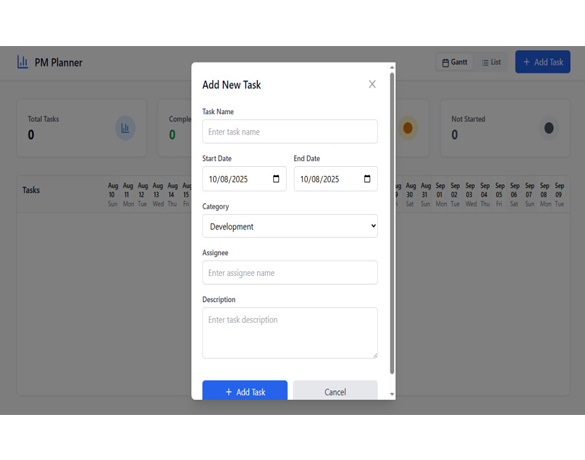 PM Planner
Gantt
List
+ Add Task
Total Tasks
0
Comple
0
Not Started
0
Tasks
Aug Aug Aug Aug Aug Aug
10 11 12 13 14 15
Sun Mon Tue Wed Thu Fri
ug Aug Aug Sep Sep Sep Sep Sep Sep Sep Sep Sep
30 31 01 02 03 04 05 06 07 08 09
Sat Sun Mon Tue Wed Thu Fri Sat Sun Mon Tue
Add New Task
X
Task Name
Enter task name
Start Date
End Date
10/08/2025
10/08/2025
Category
Development
Assignee
Enter assignee name
Description
Enter task description
+ Add Task
Cancel